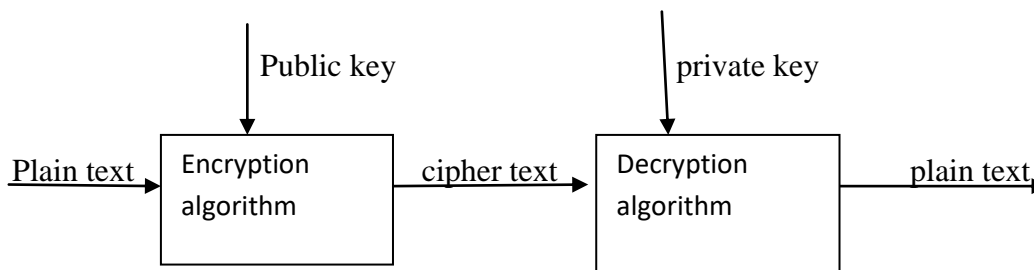 Public key
private key
Plain text
Encryption
algorithm
cipher text
Decryption
algorithm
plain text